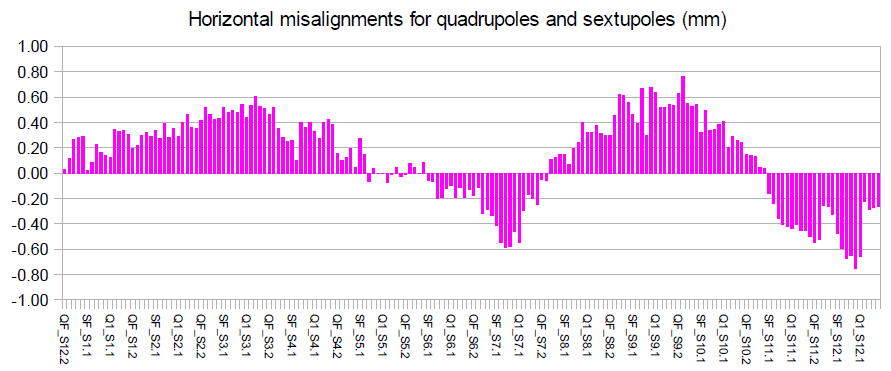 Horizontal misalignments for quadrupoles and sextupoles (mm)
1.00
0.80
0.60
0.40
0.20
0.00
-0.20
-0.40
-0.60
-0.80
-1.00
QF_S12.2
SF_S1.1
Q1_S1.1
QF_S1.2
SF_S2.1
Q1_S2.1
QF_S2.2
SF_S3.1
Q1_S3.1
QF_S3.2
SF_S4.1
Q1_S4.1
QF_S4.2
SF_S5.1
Q1_S5.1
QF_S5.2
SF_S6.1
Q1_S6.1
QF_S6.2
SF_S7.1
Q1_S7.1
QF_S7.2
SF_S8.1
Q1_S8.1
QF_S8.2
SF_S9.1
Q1_S9.1
QF_S9.2
SF_S10.1
Q1_S10.1
QF_S10.2
SF_S11.1
Q1_S11.1
QF_S11.2
SF_S12.1
Q1_S12.1